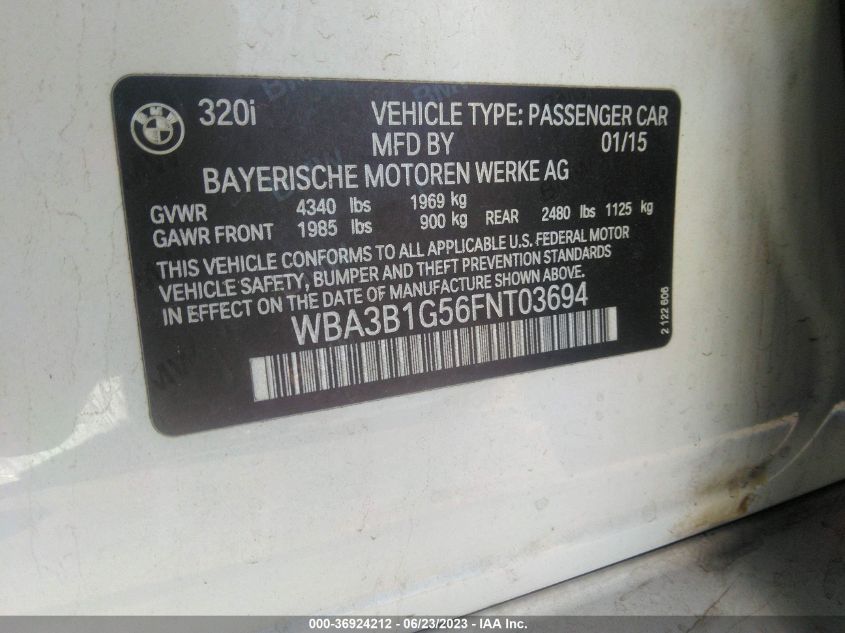 BMW 320i VEHICLE TYPE: PASSENGER CAR
MFD BY 01/15
BAYERISCHE MOTOREN WERKE AG
GVWR 4340 lbs 1969 kg
GAWR FRONT 1985 lbs 900 kg REAR 2480 lbs 1125 kg
THIS VEHICLE CONFORMS TO ALL APPLICABLE U.S. FEDERAL MOTOR
VEHICLE SAFETY, BUMPER AND THEFT PREVENTION STANDARDS
IN EFFECT ON THE DATE OF MANUFACTURE SHOWN ABOVE.
WBA3B1G56FNT03694
2 122 606
000-36924212 - 06/23/2023 - IAA Inc.